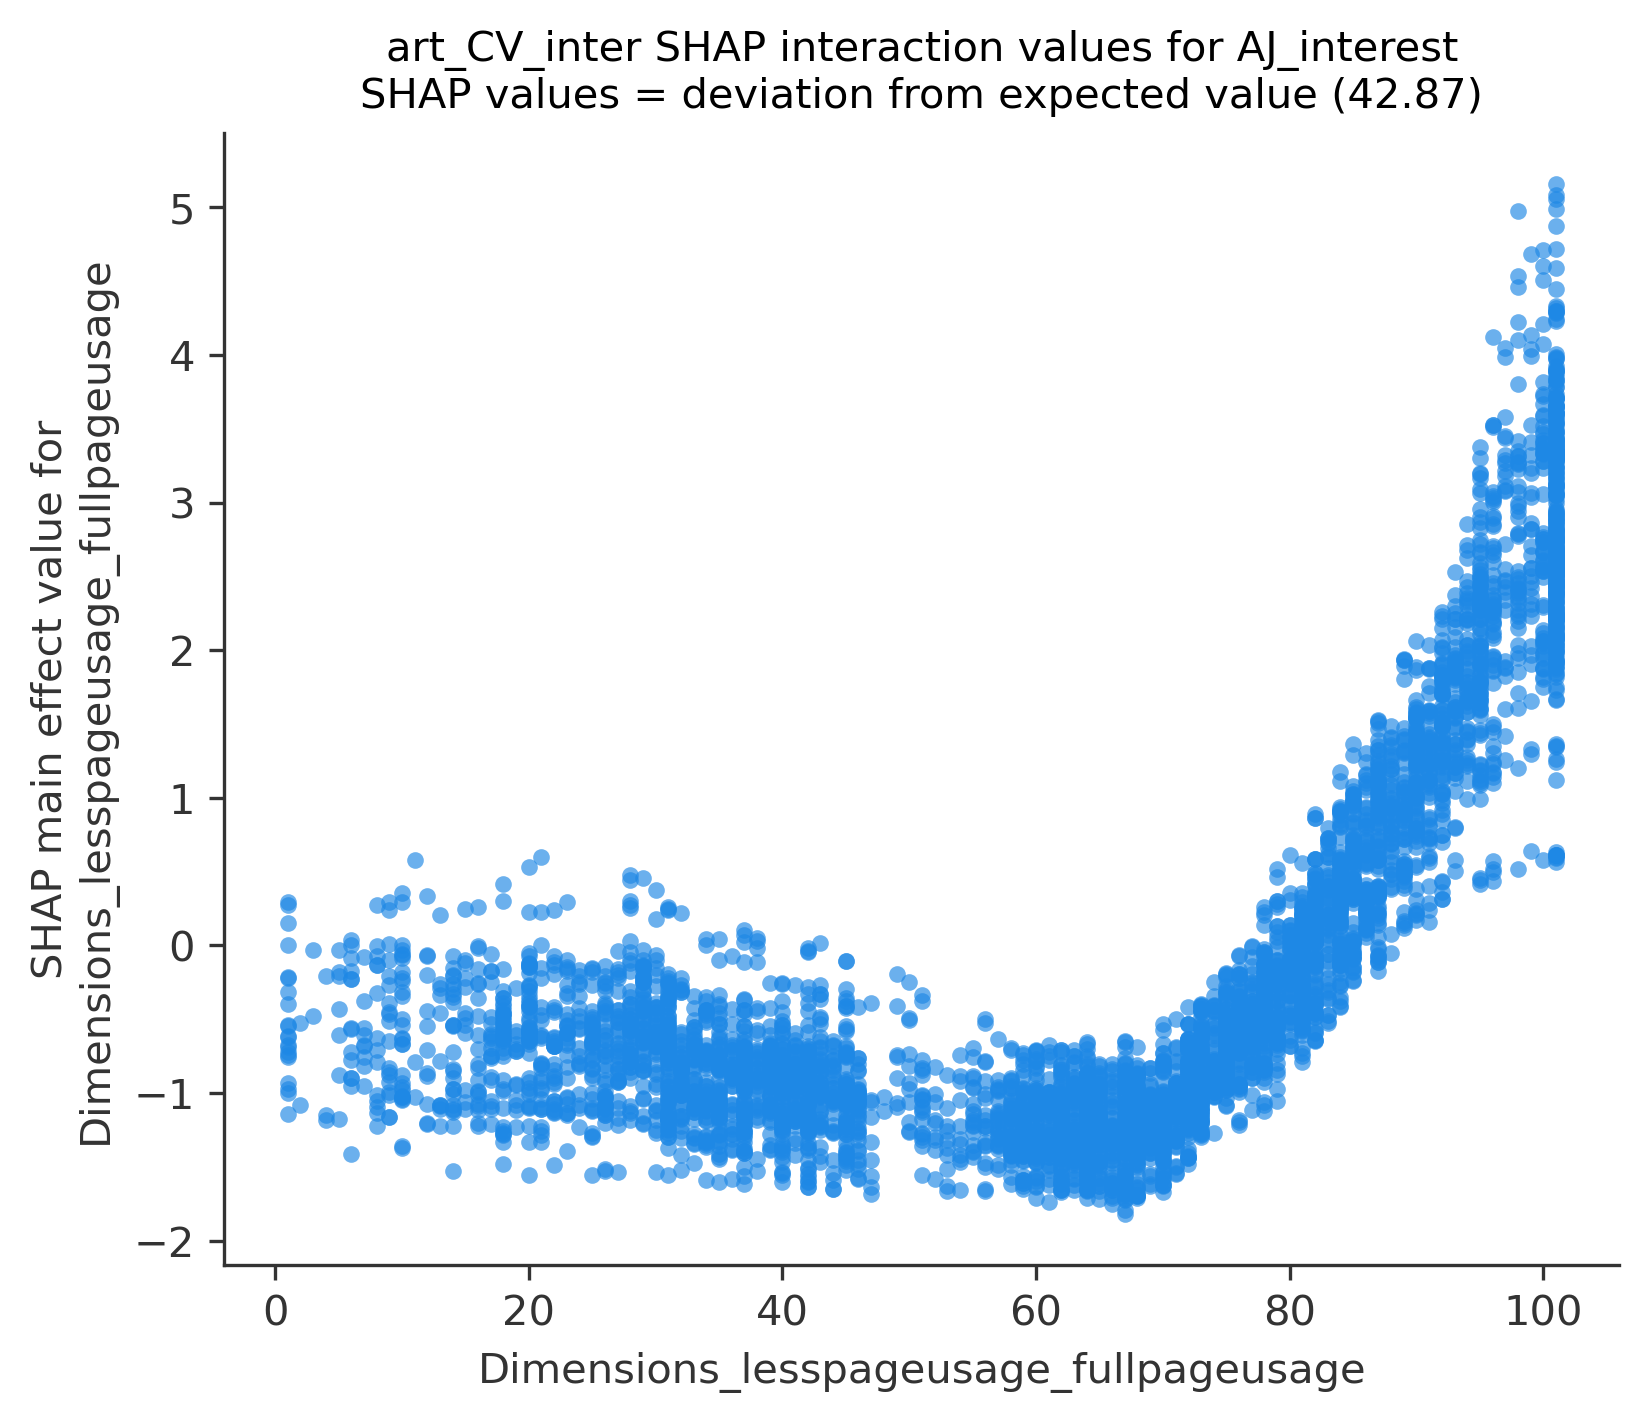 art_CV_inter SHAP interaction values for AJ_interest
SHAP values = deviation from expected value (42.87)
SHAP main effect value for
Dimensions_lesspageusage_fullpageusage
5
4
3
2
1
0
−1
−2
0 20 40 60 80 100
Dimensions_lesspageusage_fullpageusage